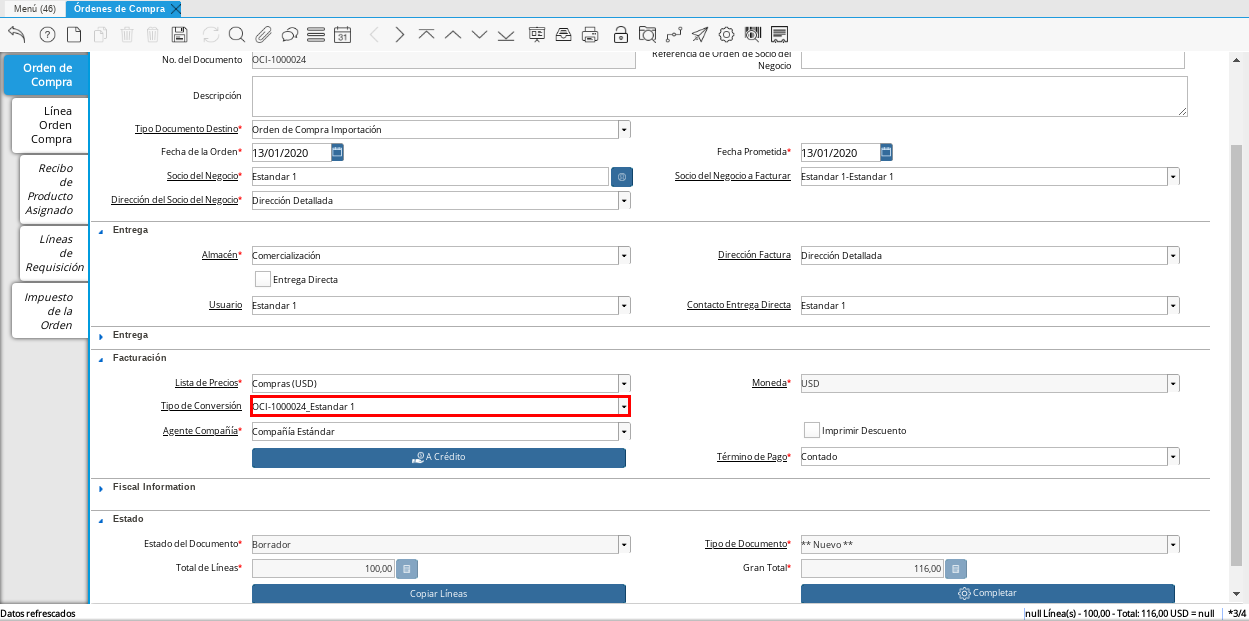 Menú (46)
Órdenes de Compra
31
Orden de
Compra
Línea
Orden
Compra
Recibo
de
Producto
Asignado
Líneas
de
Requisición
Impuesto
de la
Orden
No. del Documento OCI-1000024
Referencia de Orden de Socio del
Negocio
Descripción
Tipo Documento Destino* Orden de Compra Importación
Fecha de la Orden* 13/01/2020 Fecha Prometida* 13/01/2020
Socio del Negocio* Estandar 1 Socio del Negocio a Facturar Estandar 1-Estandar 1
Dirección del Socio del Negocio* Dirección Detallada
Entrega
Almacén* Comercialización Dirección Factura Dirección Detallada
Entrega Directa
Usuario Estandar 1 Contacto Entrega Directa Estandar 1
Entrega
Facturación
Lista de Precios* Compras (USD) Moneda* USD
Tipo de Conversión OCI-1000024_Estandar 1
Agente Compañía* Compañía Estándar Imprimir Descuento
A Crédito Término de Pago* Contado
Fiscal Information
Estado
Estado del Documento* Borrador Tipo de Documento* ** Nuevo **
Total de Líneas* 100,00 Gran Total* 116,00
Copiar Líneas Completar
Datos refrescados null Línea(s) - 100,00 - Total: 116,00 USD = null *3/4